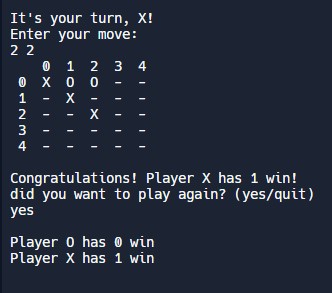 It's your turn, X!
Enter your move:
2 2
    0  1  2  3  4
 0  X  O  O  -  -
 1  -  X  -  -  -
 2  -  -  X  -  -
 3  -  -  -  -  -
 4  -  -  -  -  -
Congratulations! Player X has 1 win!
did you want to play again? (yes/quit)
yes
Player O has 0 win
Player X has 1 win